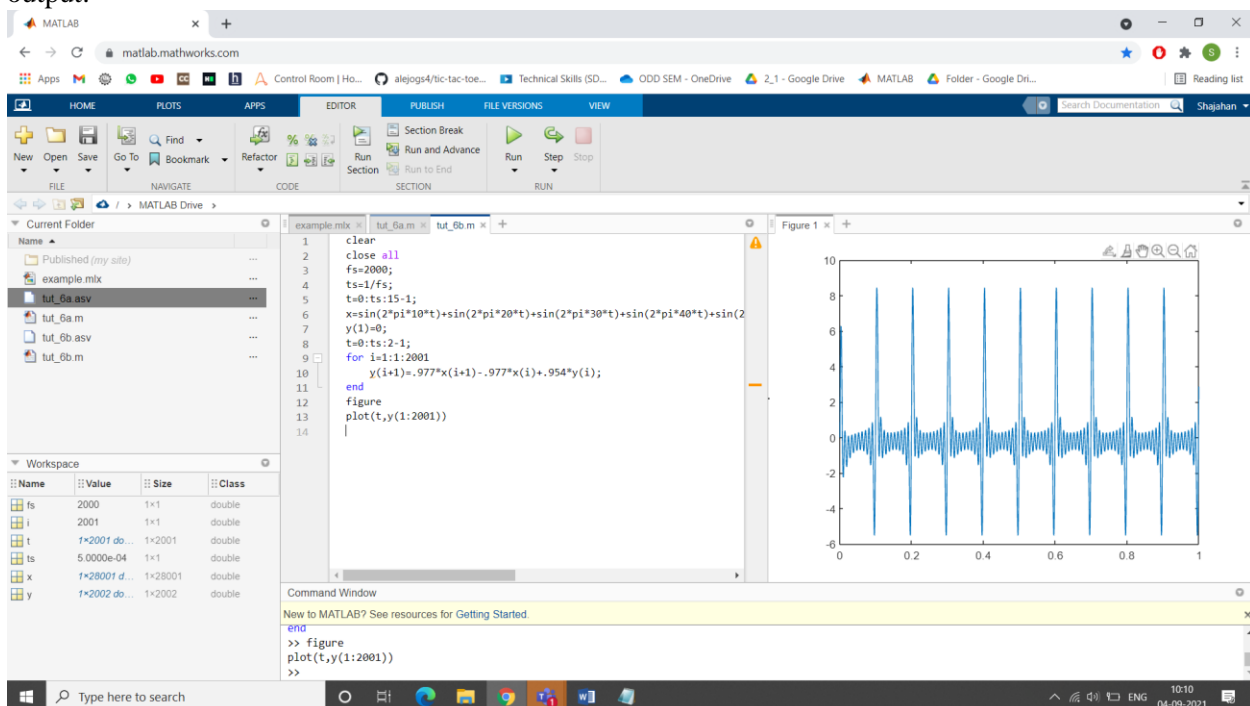 output:
MATLAB
matlab.mathworks.com
Apps
Control Room | Ho...
alejogs4/tic-tac-toe...
Technical Skills (SD...
ODD SEM - OneDrive
2_1 - Google Drive
MATLAB
Folder - Google Dri...
Reading list
HOME PLOTS APPS EDITOR PUBLISH FILE VERSIONS VIEW
Search Documentation
Shajahan
New Open Save Go To
Find
Bookmark
Refactor
Run Section
Section Break
Run and Advance
Run to End
Run Step Stop
FILE NAVIGATE CODE SECTION RUN
/ › MATLAB Drive ›
Current Folder
Name
Published (my site)
example.mlx
tut_6a.asv
tut_6a.m
tut_6b.asv
tut_6b.m
Workspace
Name Value Size Class
fs 2000 1×1 double
i 2001 1×1 double
t 1×2001 do... 1×2001 double
ts 5.0000e-04 1×1 double
x 1×28001 d... 1×28001 double
y 1×2002 do... 1×2002 double
example.mlx tut_6a.m tut_6b.m
1 clear
2 close all
3 fs=2000;
4 ts=1/fs;
5 t=0:ts:15-1;
6 x=sin(2*pi*10*t)+sin(2*pi*20*t)+sin(2*pi*30*t)+sin(2*pi*40*t)+sin(2
7 y(1)=0;
8 t=0:ts:2-1;
9 for i=1:1:2001
10 y(i+1)=.977*x(i+1)-.977*x(i)+.954*y(i);
11 end
12 figure
13 plot(t,y(1:2001))
14
Figure 1
10
8
6
4
2
0
-2
-4
-6
0 0.2 0.4 0.6 0.8 1
Command Window
New to MATLAB? See resources for Getting Started.
end
>> figure
plot(t,y(1:2001))
>>
Type here to search
ENG
10:10
04-09-2021